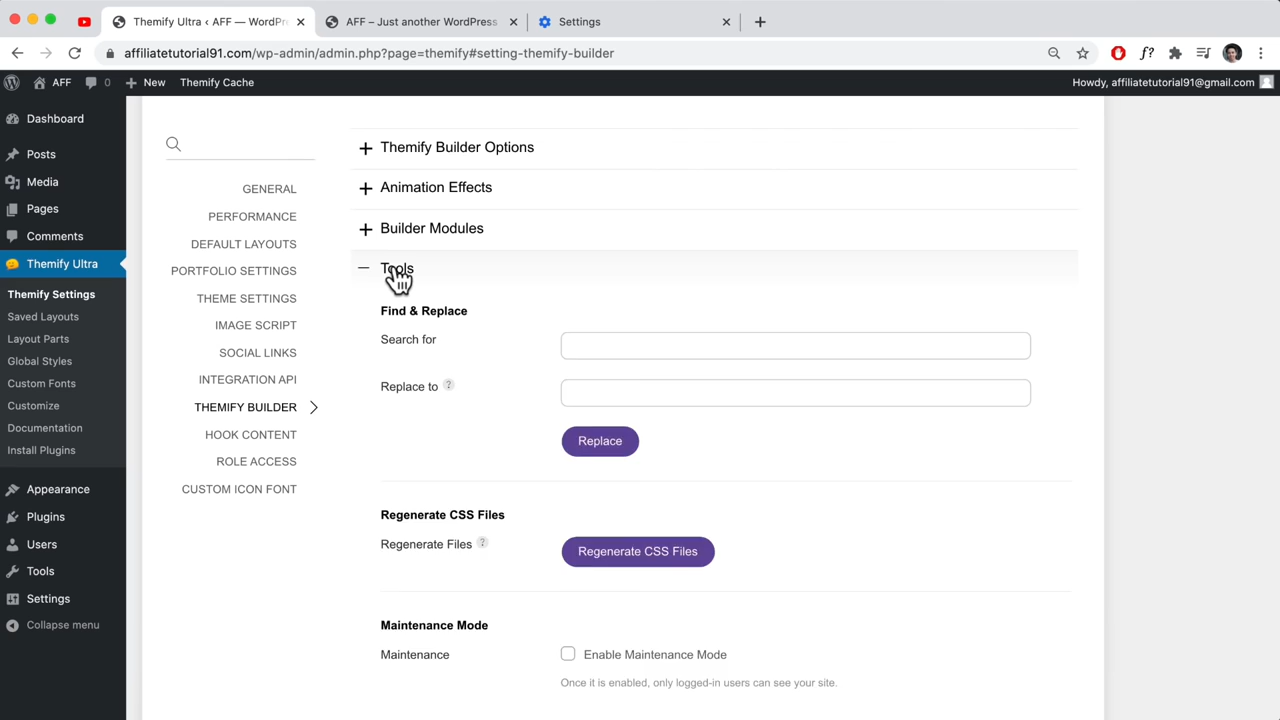 Themify Ultra ‹ AFF — WordPr
AFF – Just another WordPress
Settings
affiliatetutorial91.com/wp-admin/admin.php?page=themify#setting-themify-builder
f?
AFF
0
New
Themify Cache
Howdy, affiliatetutorial91@gmail.com
Dashboard
Posts
Media
Pages
Comments
Themify Ultra
Themify Settings
Saved Layouts
Layout Parts
Global Styles
Custom Fonts
Customize
Documentation
Install Plugins
Appearance
Plugins
Users
Tools
Settings
Collapse menu
GENERAL
PERFORMANCE
DEFAULT LAYOUTS
PORTFOLIO SETTINGS
THEME SETTINGS
IMAGE SCRIPT
SOCIAL LINKS
INTEGRATION API
THEMIFY BUILDER
HOOK CONTENT
ROLE ACCESS
CUSTOM ICON FONT
Themify Builder Options
Animation Effects
Builder Modules
Tools
Find & Replace
Search for
Replace to ?
Replace
Regenerate CSS Files
Regenerate Files ?
Regenerate CSS Files
Maintenance Mode
Maintenance
Enable Maintenance Mode
Once it is enabled, only logged-in users can see your site.